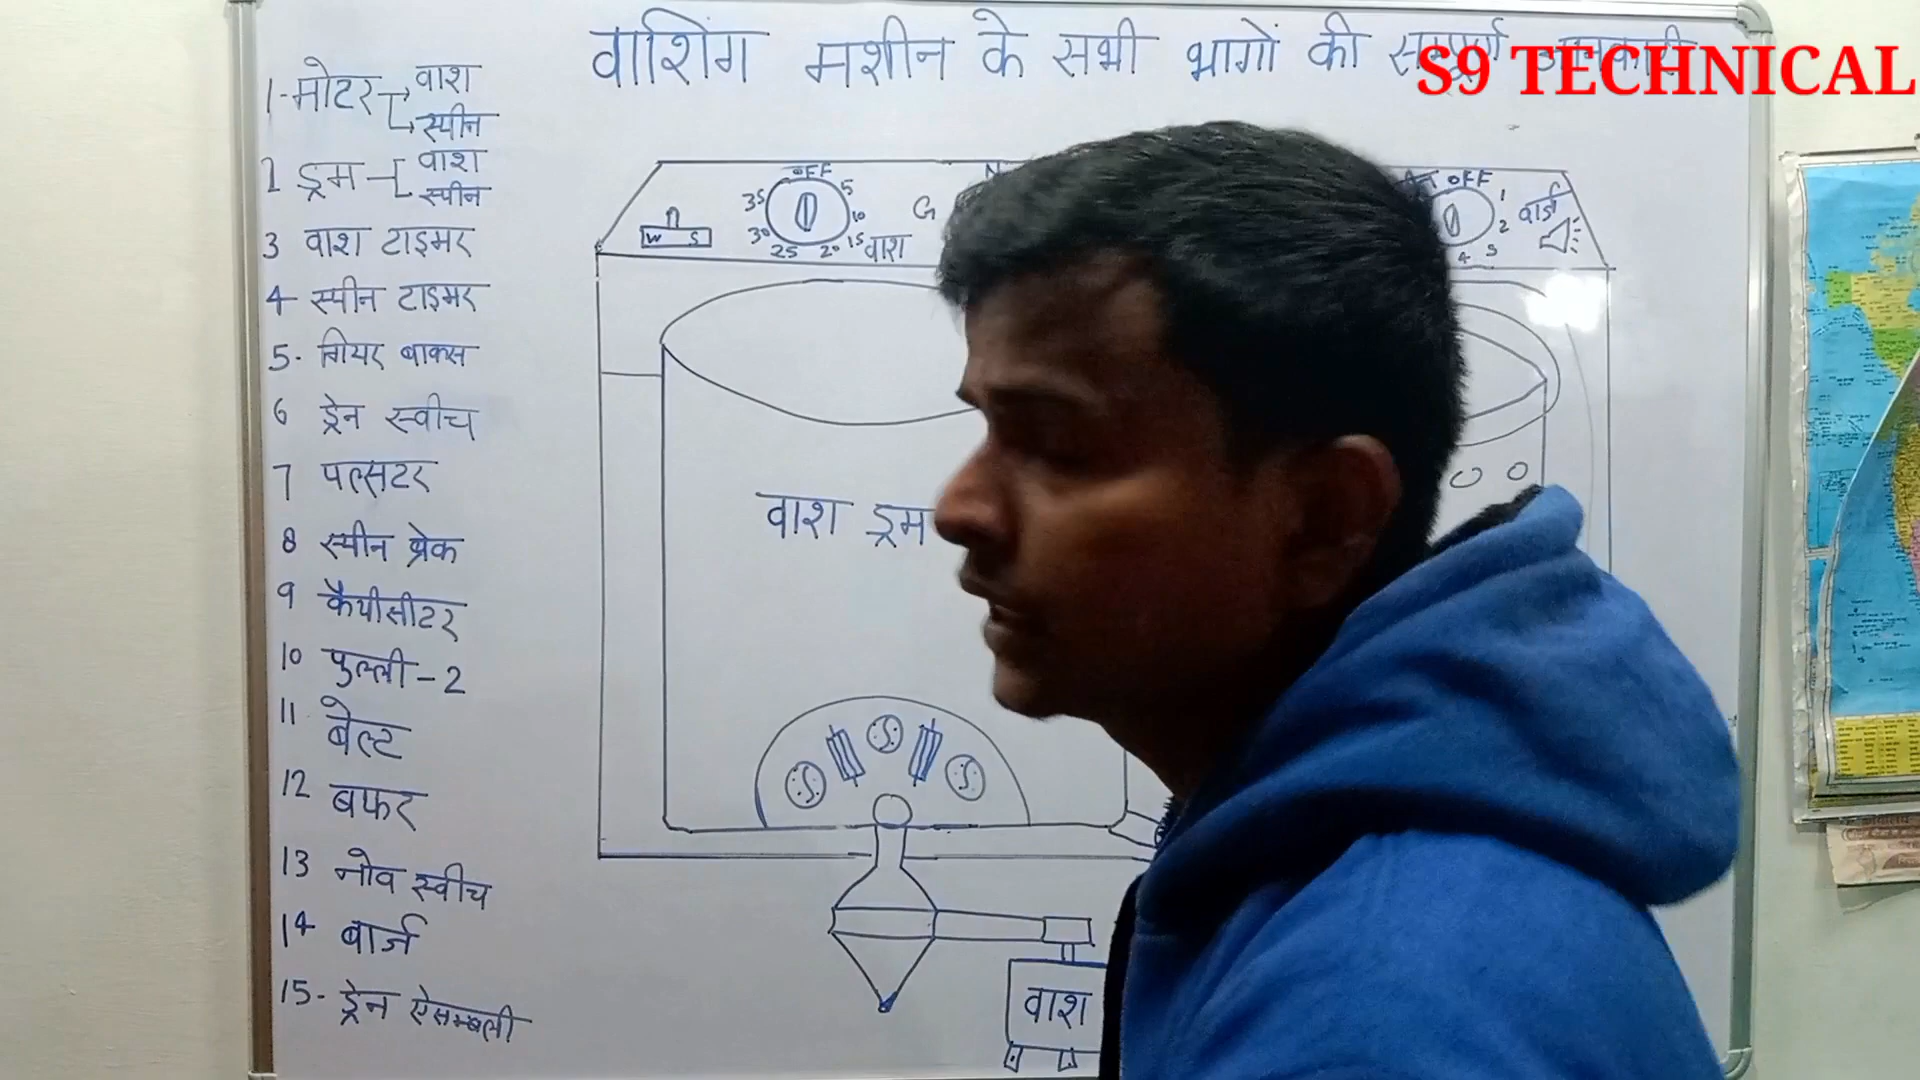 वाशिंग मशीन के सभी भागों की सम्पूर्ण जानकारी
S9 TECHNICAL
1- मोटर → वाश
स्पीन
2 ड्रम - वाश
स्पीन
3 वाश टाइमर
4- स्पीन टाइमर
5- गियर बाक्स
6 ड्रेन स्वीच
7 पल्सटर
8 स्पीन ब्रेक
9 कैपीसीटर
10 पुल्ली - 2
11 बेल्ट
12 बफर
13 नोव स्वीच
14 बार्ज
15- ड्रेन ऐसम्बली
OFF
35 5
30 10
25 20 15 वाश
W S
G
N
OFF
1
2
3
4
बार्ज
वाश ड्रम
वाश